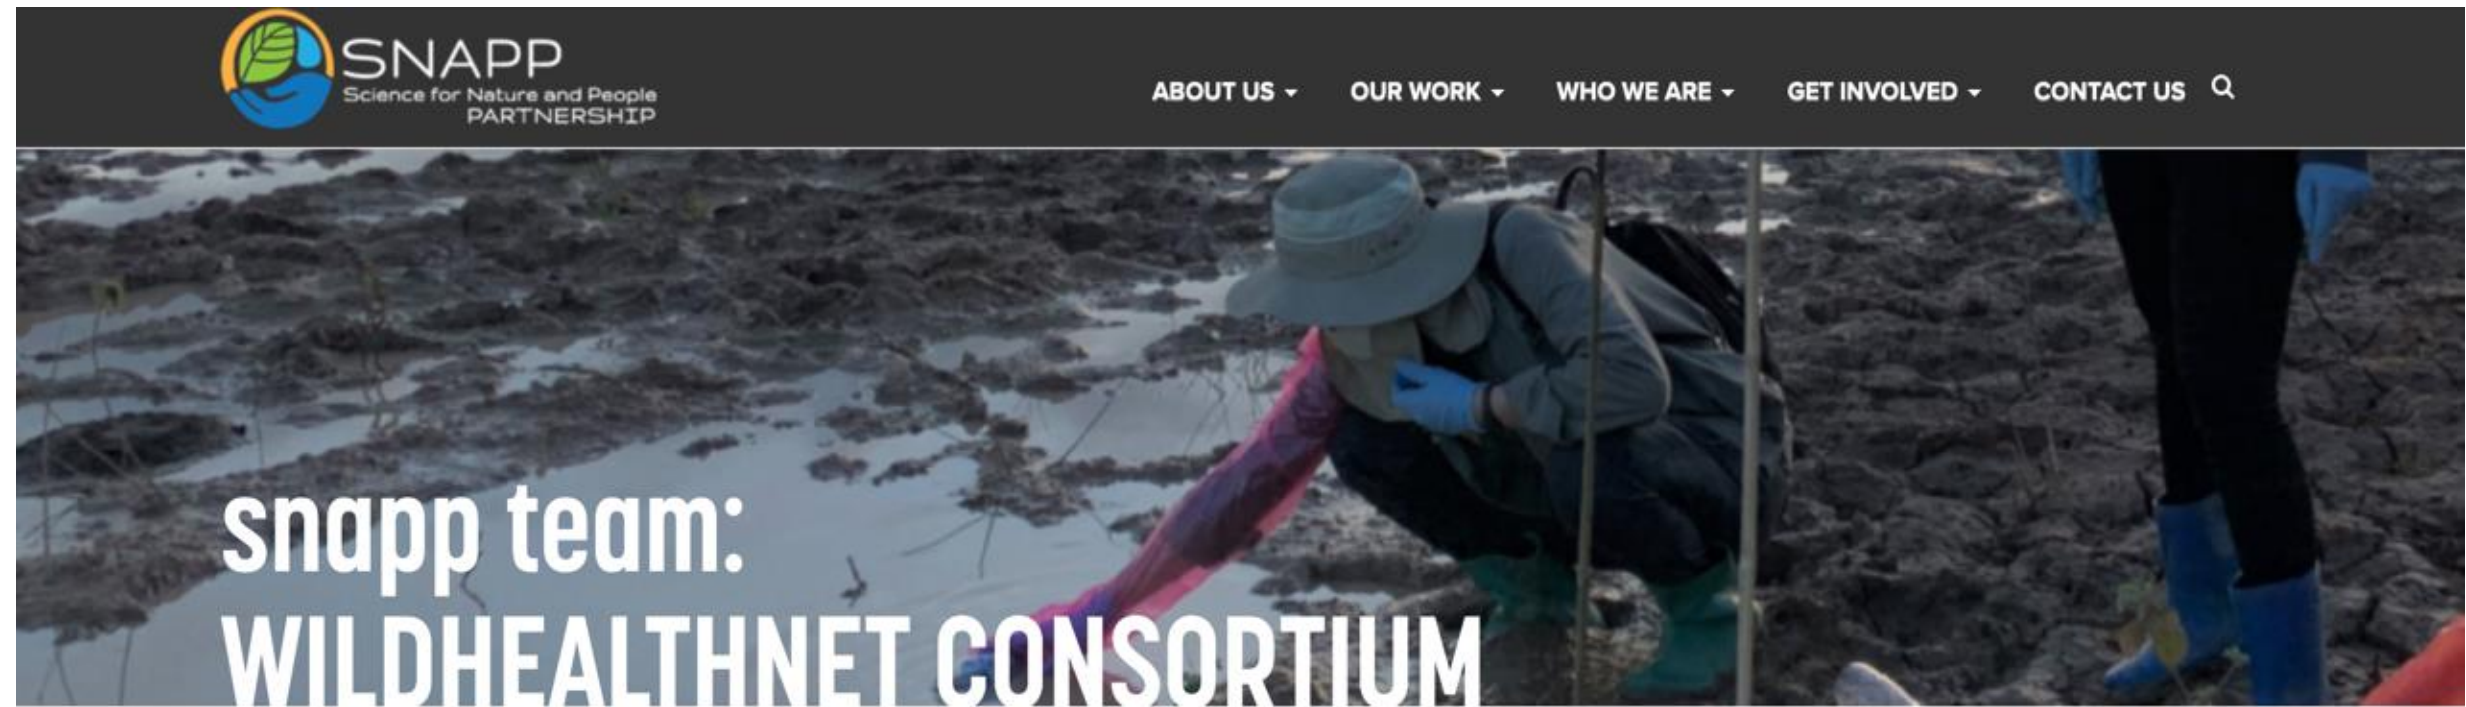 SNAPP
Science for Nature and People
PARTNERSHIP
ABOUT US
OUR WORK
WHO WE ARE
GET INVOLVED
CONTACT US
snapp team:
WILDHEALTHNET CONSORTIUM